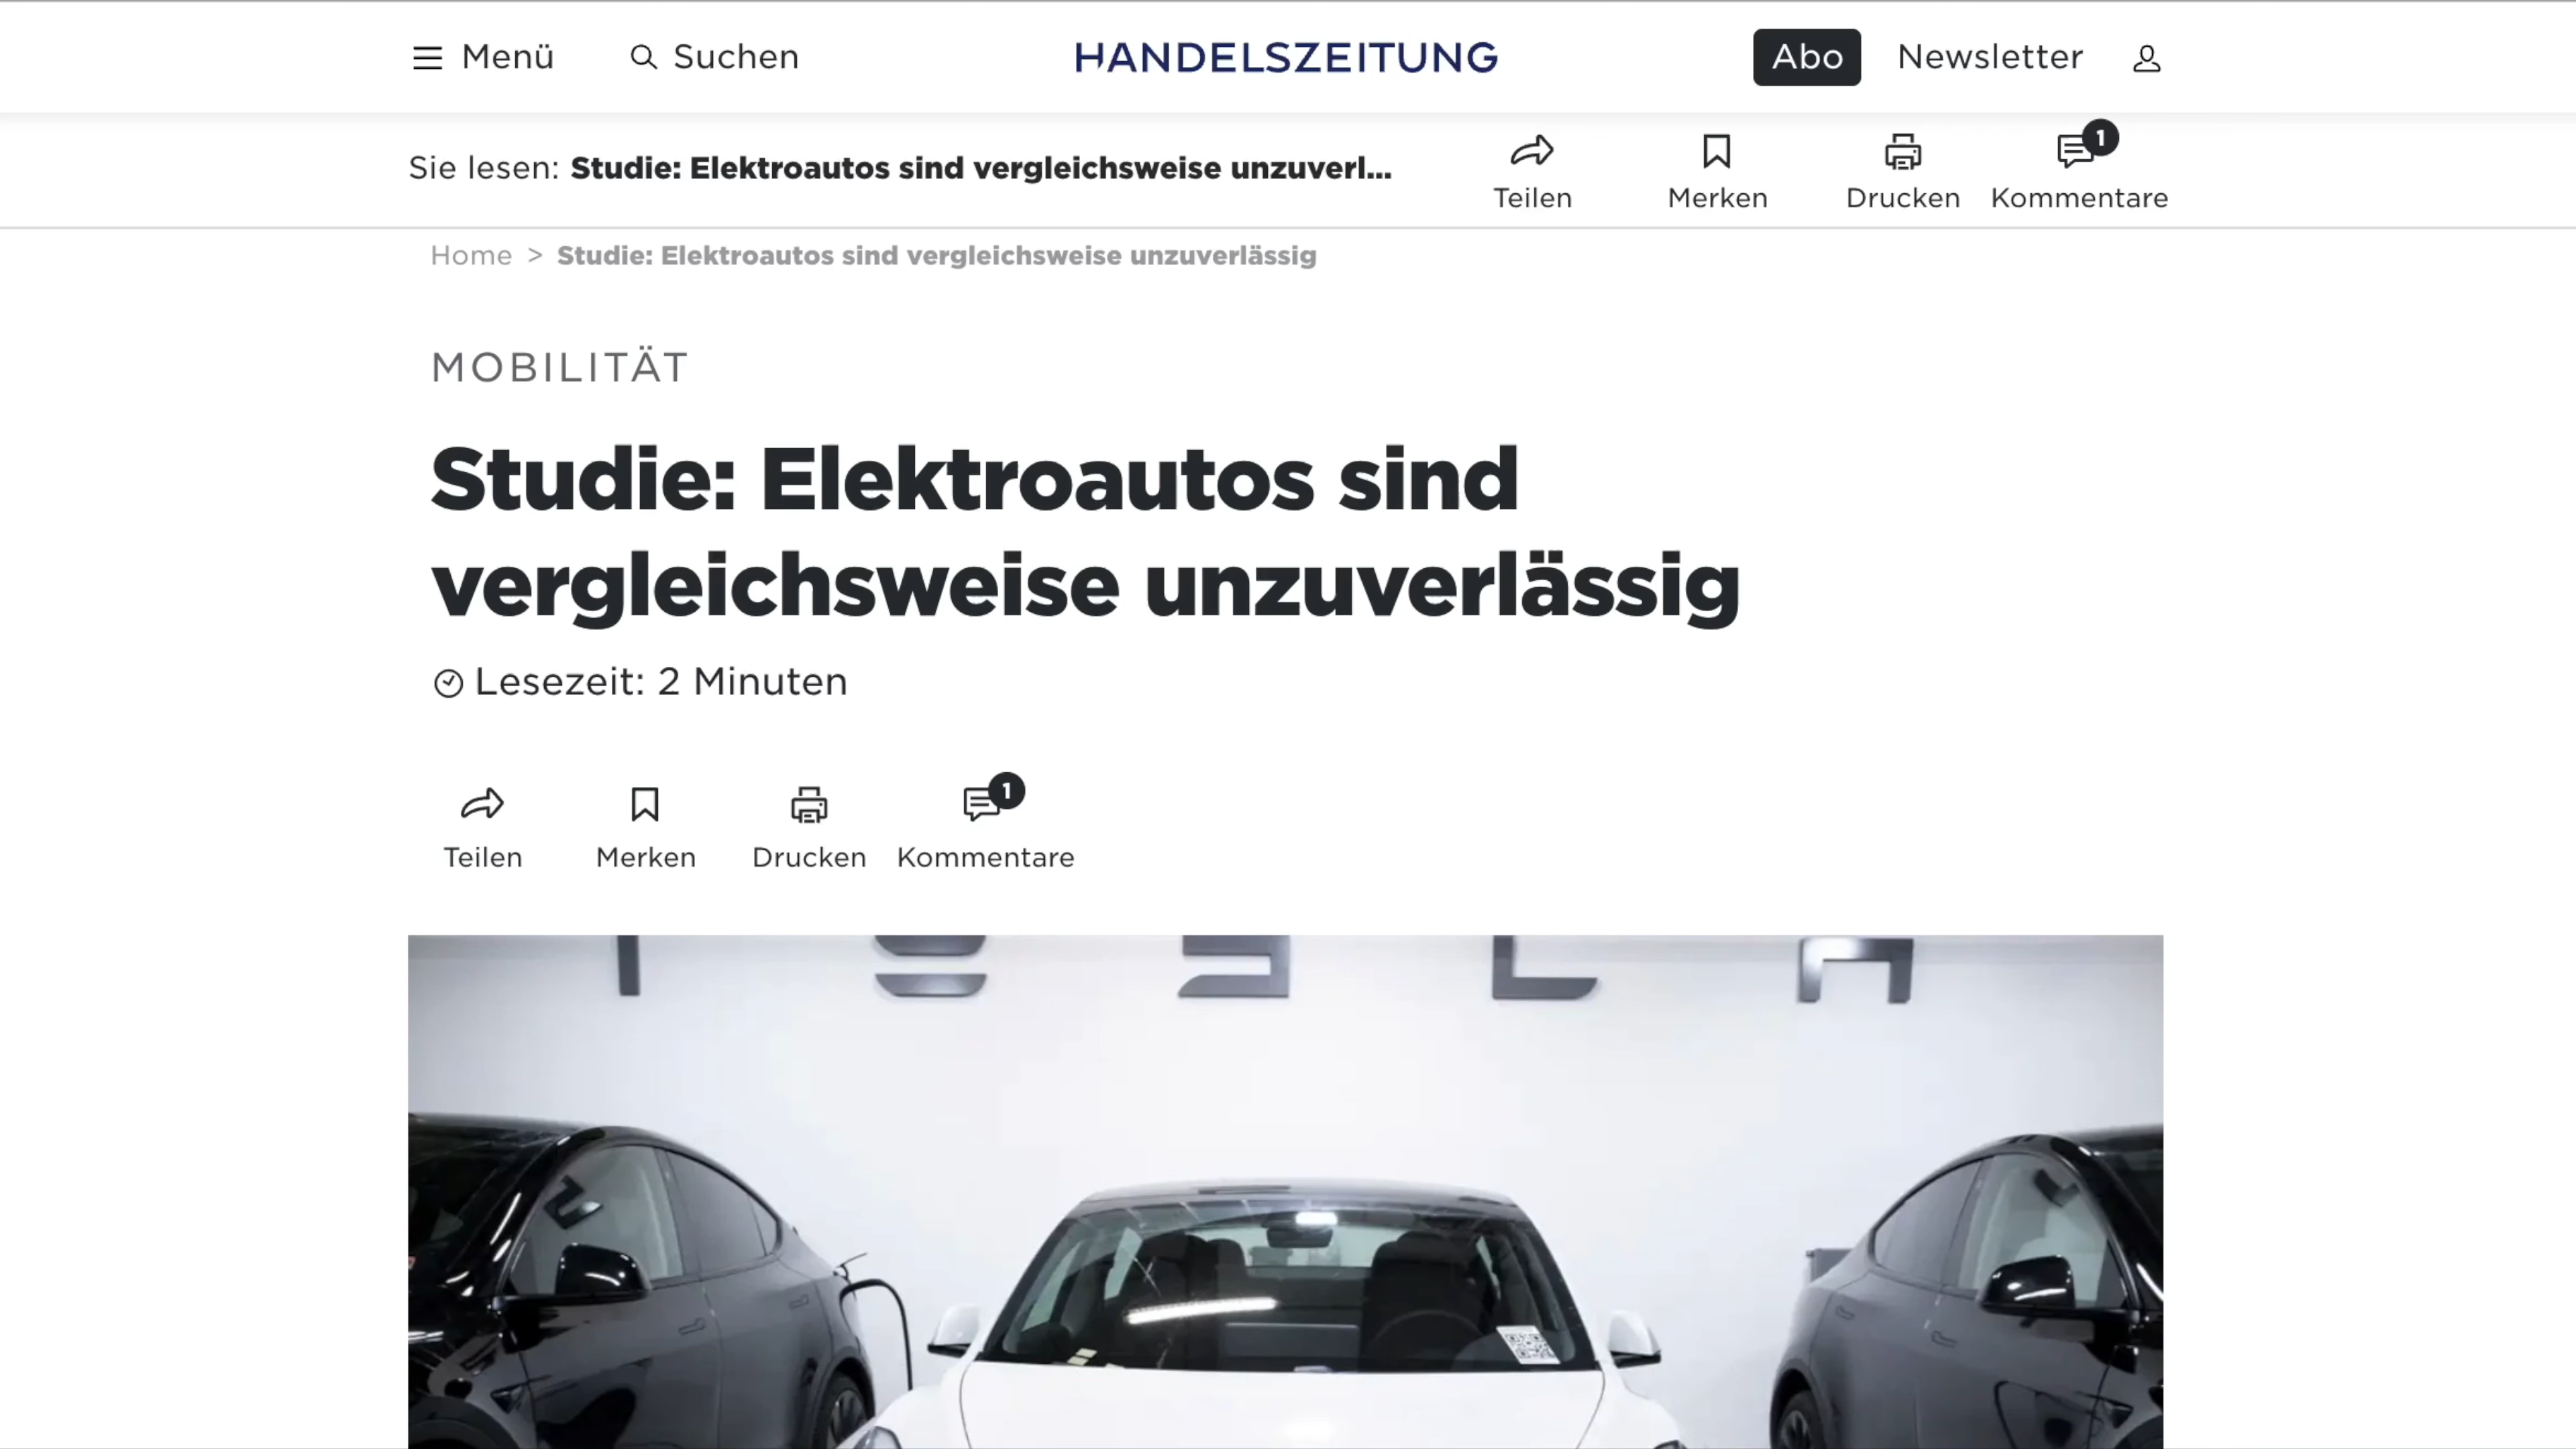 Menü
Suchen
HANDELSZEITUNG
Abo
Newsletter
Sie lesen: Studie: Elektroautos sind vergleichsweise unzuverl...
Teilen
Merken
Drucken
1
Kommentare
Home > Studie: Elektroautos sind vergleichsweise unzuverlässig
MOBILITÄT
Studie: Elektroautos sind
vergleichsweise unzuverlässig
Lesezeit: 2 Minuten
Teilen
Merken
Drucken
1
Kommentare
TESLA